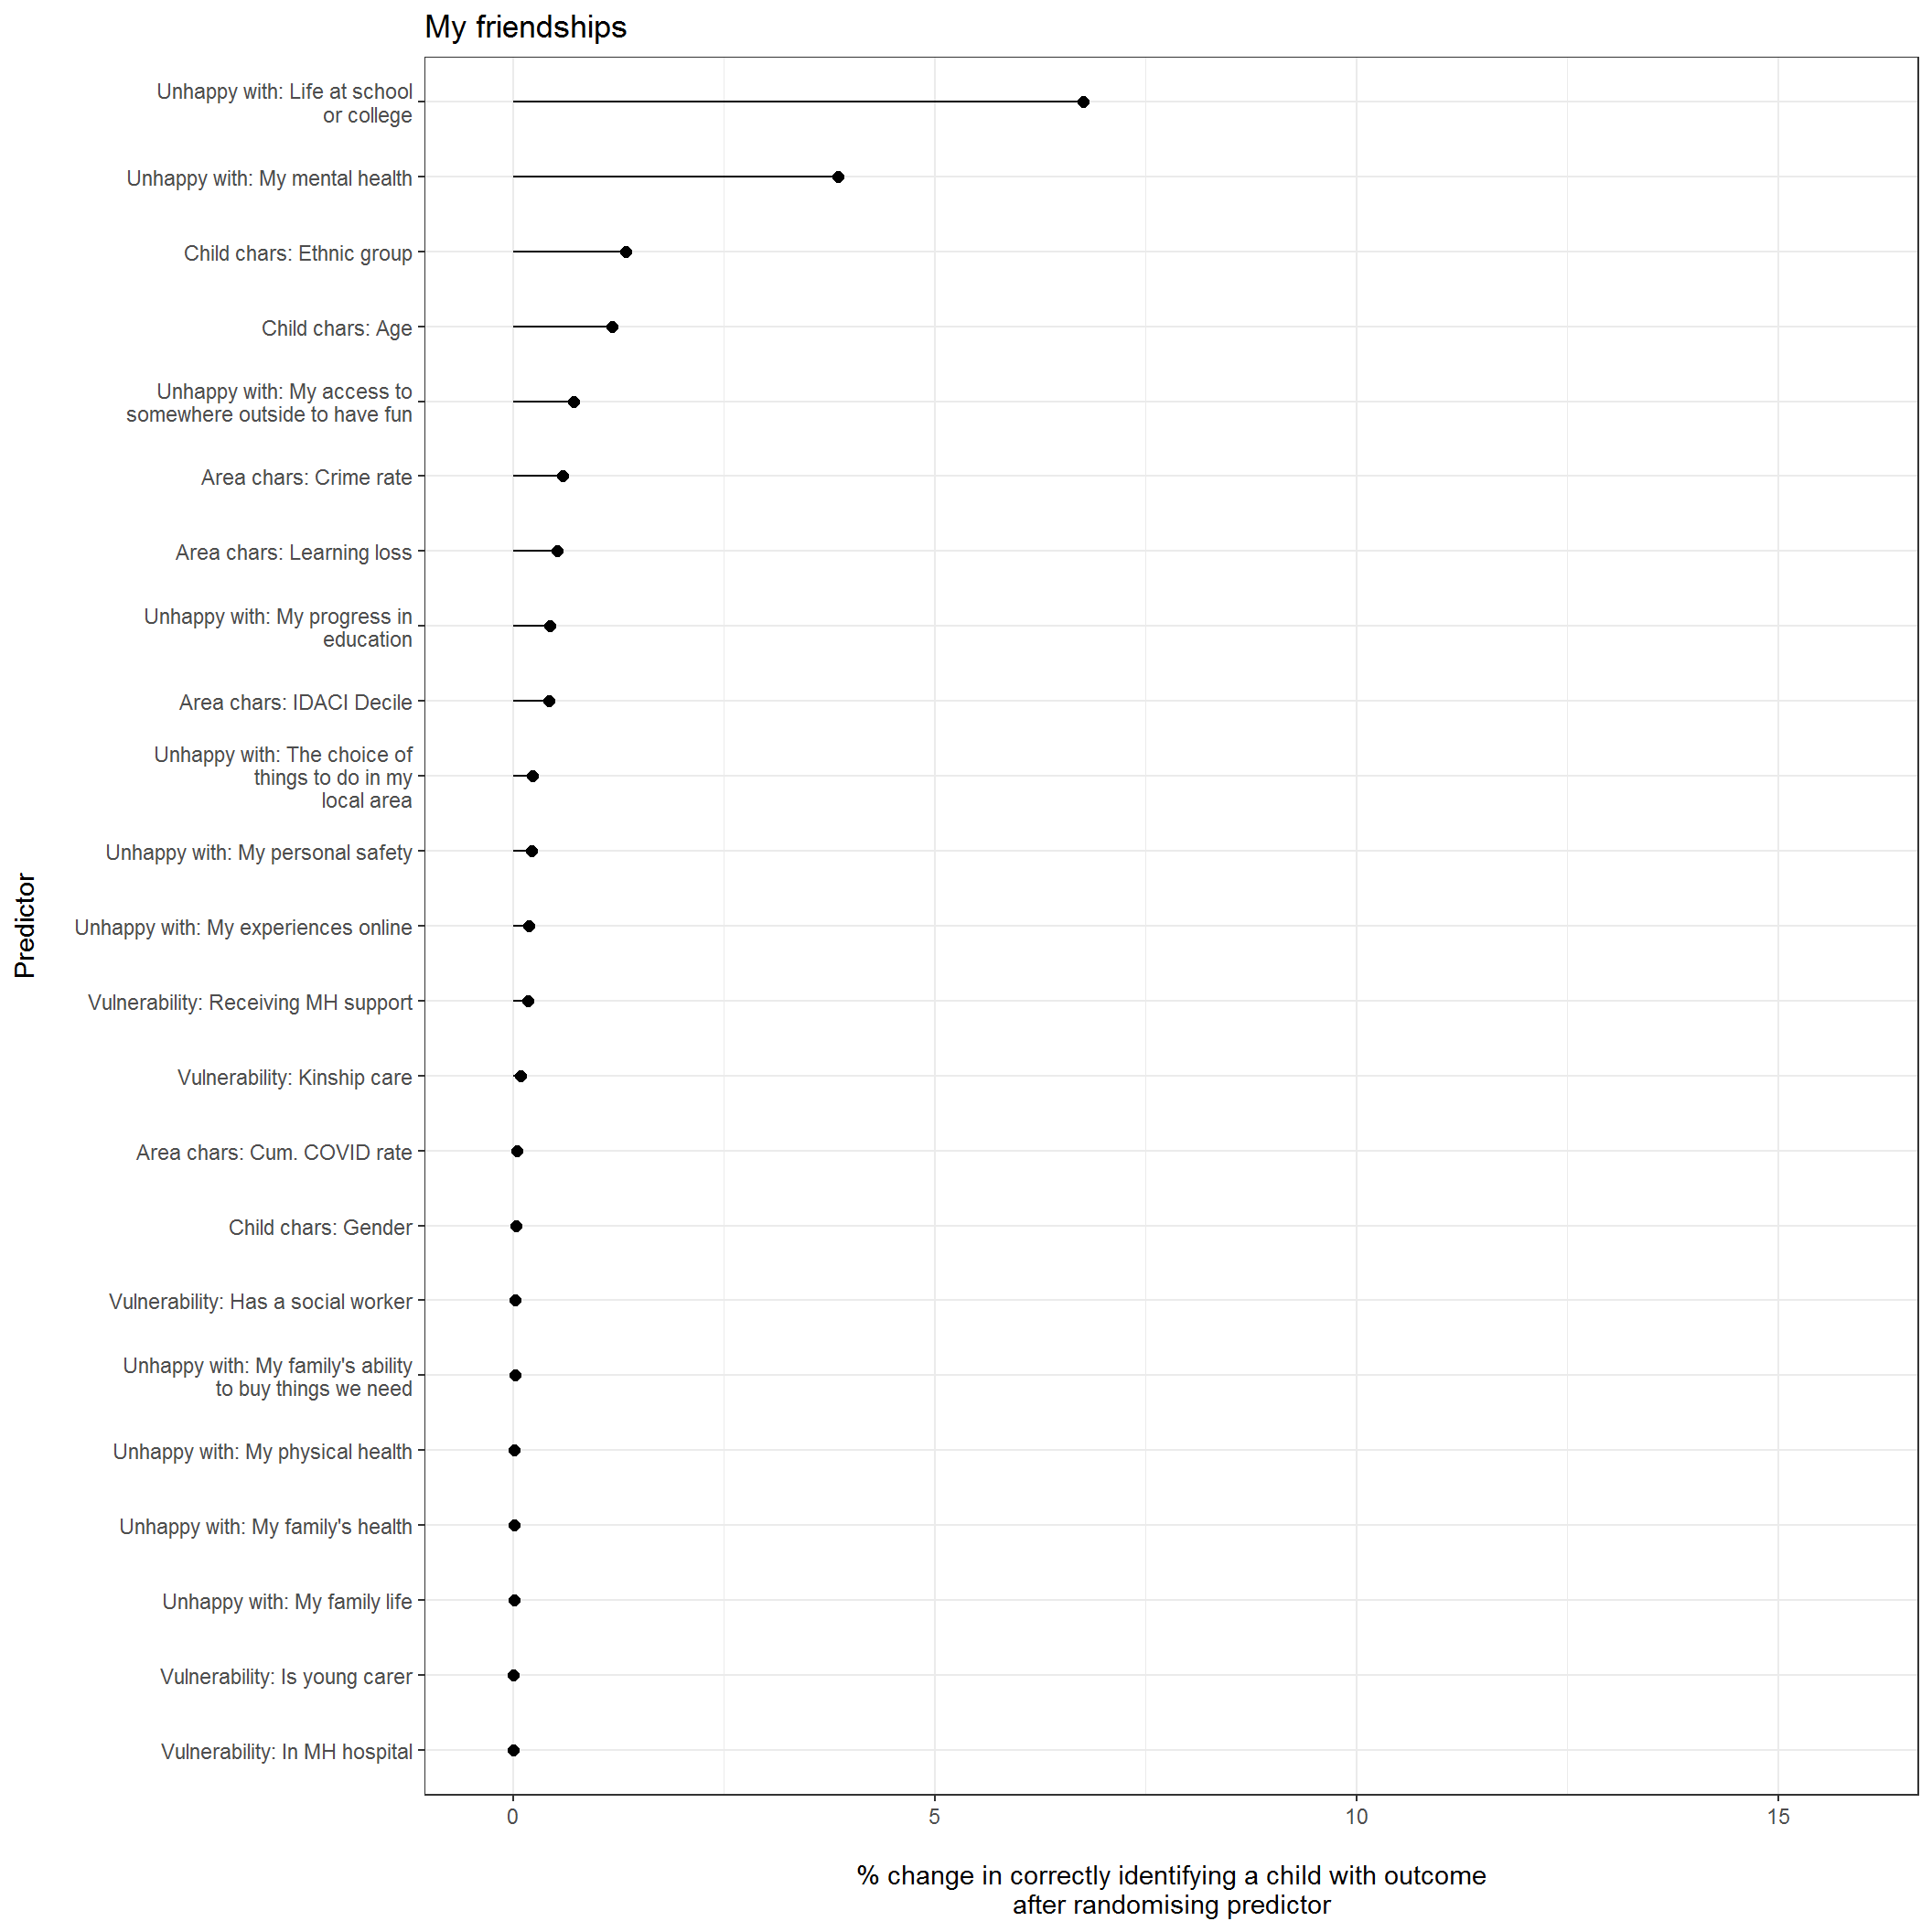 My friendships
Unhappy with: Life at school
or college
Unhappy with: My mental health
Child chars: Ethnic group
Child chars: Age
Unhappy with: My access to
somewhere outside to have fun
Area chars: Crime rate
Area chars: Learning loss
Unhappy with: My progress in
education
Area chars: IDACI Decile
Unhappy with: The choice of
things to do in my
local area
Unhappy with: My personal safety
Unhappy with: My experiences online
Vulnerability: Receiving MH support
Vulnerability: Kinship care
Area chars: Cum. COVID rate
Child chars: Gender
Vulnerability: Has a social worker
Unhappy with: My family's ability
to buy things we need
Unhappy with: My physical health
Unhappy with: My family's health
Unhappy with: My family life
Vulnerability: Is young carer
Vulnerability: In MH hospital
Predictor
0 5 10 15
% change in correctly identifying a child with outcome
after randomising predictor